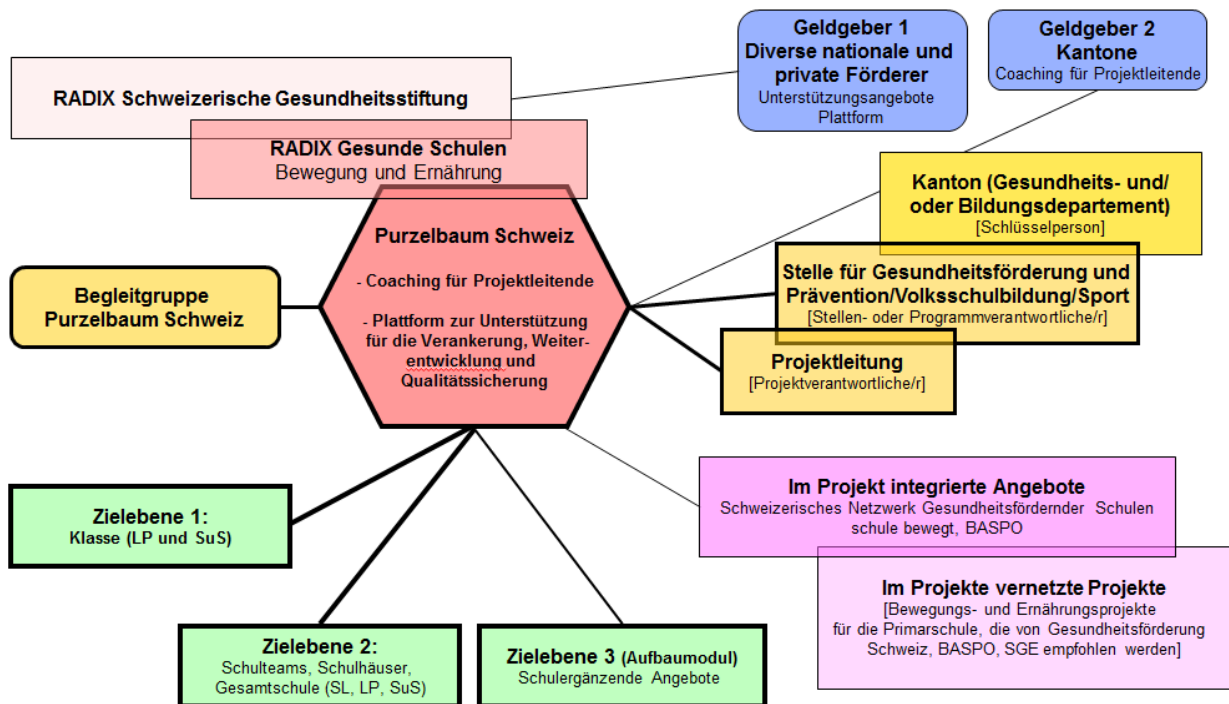 Geldgeber 1
Diverse nationale und
private Förderer
Unterstützungsangebote
Plattform
Geldgeber 2
Kantone
Coaching für Projektleitende
RADIX Schweizerische Gesundheitsstiftung
RADIX Gesunde Schulen
Bewegung und Ernährung
Kanton (Gesundheits- und/
oder Bildungsdepartement)
[Schlüsselperson]
Purzelbaum Schweiz
- Coaching für Projektleitende
- Plattform zur Unterstützung
für die Verankerung, Weiter-
entwicklung und
Qualitätssicherung
Stelle für Gesundheitsförderung und
Prävention/Volksschulbildung/Sport
[Stellen- oder Programmverantwortliche/r]
Begleitgruppe
Purzelbaum Schweiz
Projektleitung
[Projektverantwortliche/r]
Im Projekt integrierte Angebote
Schweizerisches Netzwerk Gesundheitsfördernder Schulen
schule bewegt, BASPO
Zielebene 1:
Klasse (LP und SuS)
Im Projekte vernetzte Projekte
[Bewegungs- und Ernährungsprojekte
für die Primarschule, die von Gesundheitsförderung
Schweiz, BASPO, SGE empfohlen werden]
Zielebene 2:
Schulteams, Schulhäuser,
Gesamtschule (SL, LP, SuS)
Zielebene 3 (Aufbaumodul)
Schulergänzende Angebote